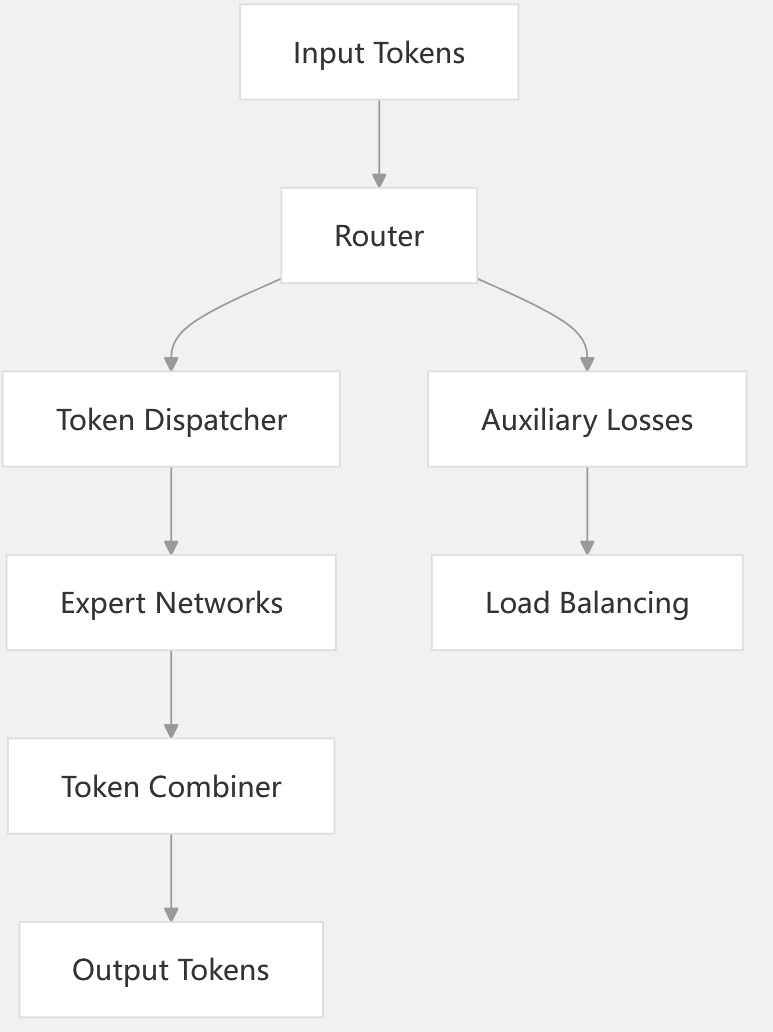 Input Tokens
Router
Token Dispatcher
Auxiliary Losses
Expert Networks
Load Balancing
Token Combiner
Output Tokens